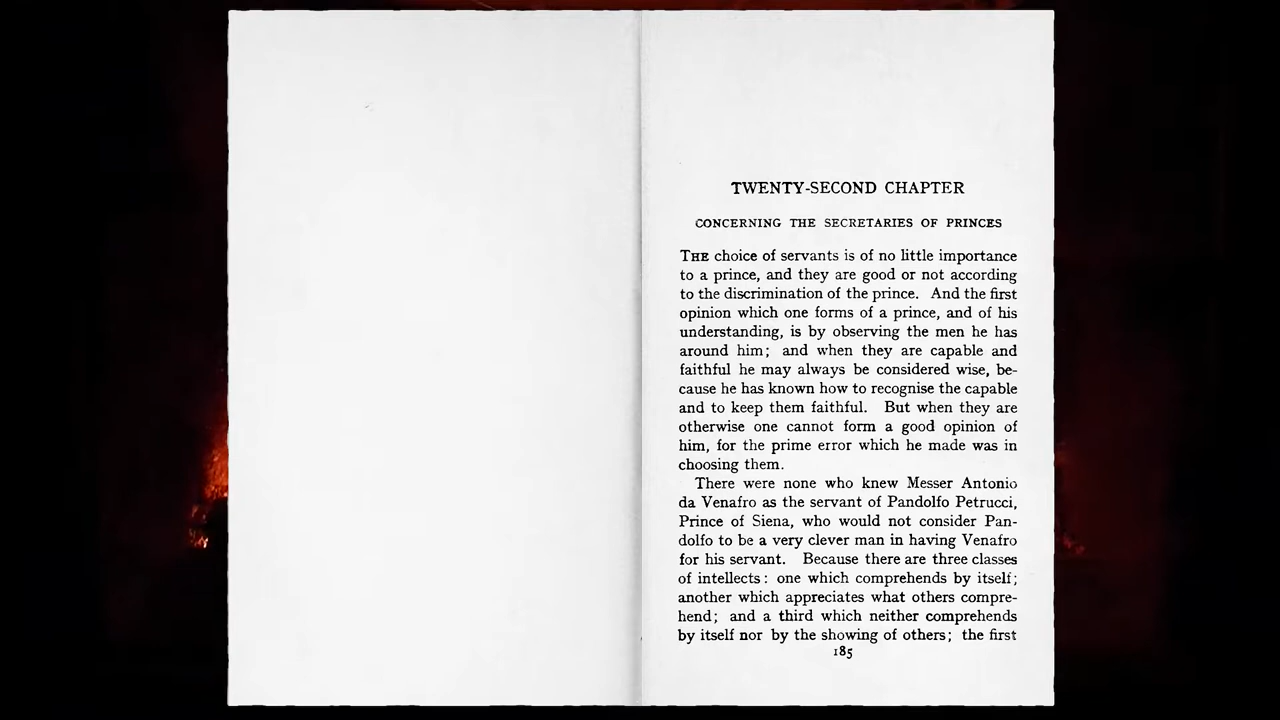 TWENTY-SECOND CHAPTER
CONCERNING THE SECRETARIES OF PRINCES
THE choice of servants is of no little importance
to a prince, and they are good or not according
to the discrimination of the prince. And the first
opinion which one forms of a prince, and of his
understanding, is by observing the men he has
around him; and when they are capable and
faithful he may always be considered wise, be-
cause he has known how to recognise the capable
and to keep them faithful. But when they are
otherwise one cannot form a good opinion of
him, for the prime error which he made was in
choosing them.
There were none who knew Messer Antonio
da Venafro as the servant of Pandolfo Petrucci,
Prince of Siena, who would not consider Pan-
dolfo to be a very clever man in having Venafro
for his servant. Because there are three classes
of intellects: one which comprehends by itself;
another which appreciates what others compre-
hend; and a third which neither comprehends
by itself nor by the showing of others; the first
185